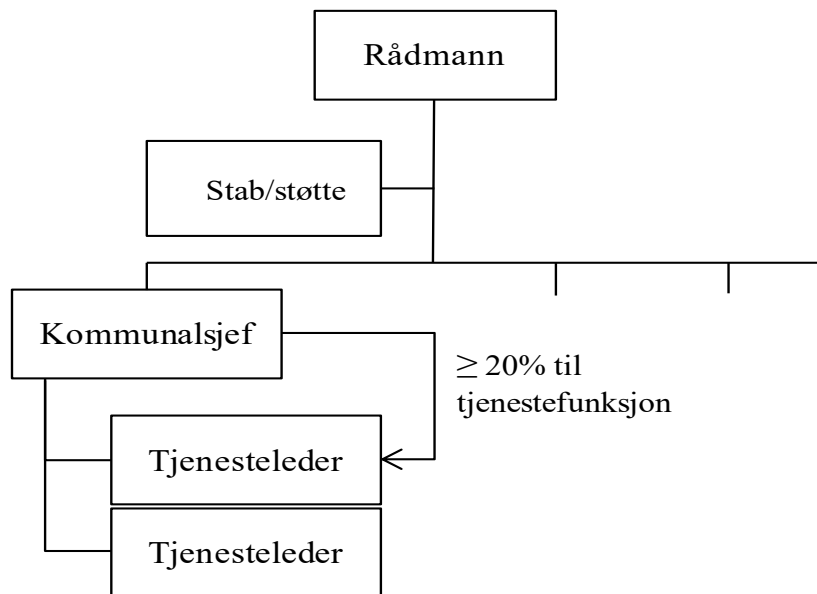 Rådmann
Stab/støtte
Kommunalsjef
≥ 20% til
tjenestefunksjon
Tjenesteleder
Tjenesteleder